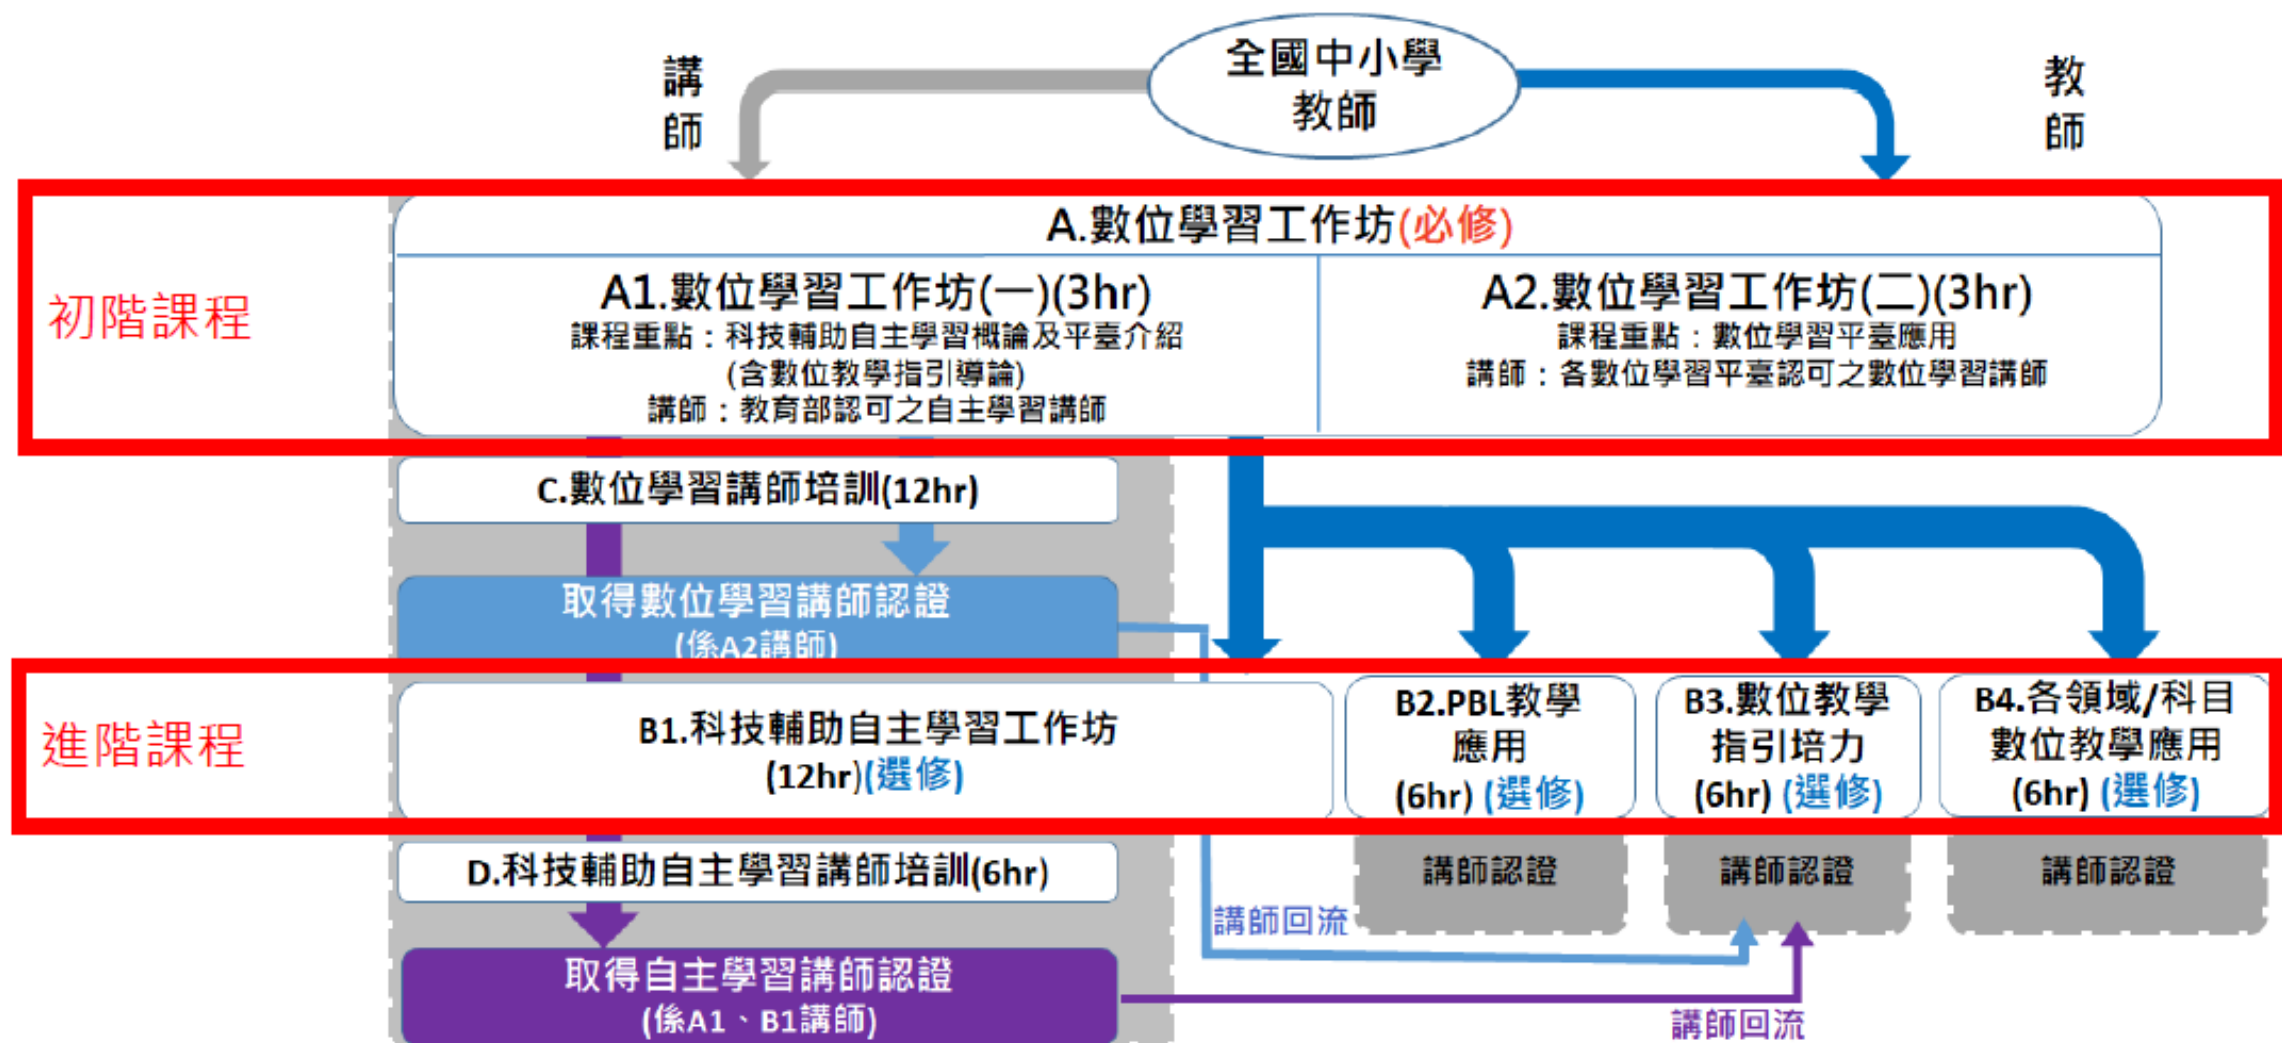 全國中小學
教師
講師
教師
初階課程
A.數位學習工作坊(必修)
A1.數位學習工作坊(一)(3hr)
課程重點：科技輔助自主學習概論及平臺介紹
(含數位教學指引導論)
講師：教育部認可之自主學習講師
A2.數位學習工作坊(二)(3hr)
課程重點：數位學習平臺應用
講師：各數位學習平臺認可之數位學習講師
C.數位學習講師培訓(12hr)
取得數位學習講師認證
(係A2講師)
進階課程
B1.科技輔助自主學習工作坊
(12hr)(選修)
B2.PBL教學
應用
(6hr) (選修)
B3.數位教學
指引培力
(6hr) (選修)
B4.各領域/科目
數位教學應用
(6hr) (選修)
D.科技輔助自主學習講師培訓(6hr)
講師認證
講師認證
講師認證
講師回流
取得自主學習講師認證
(係A1、B1講師)
講師回流